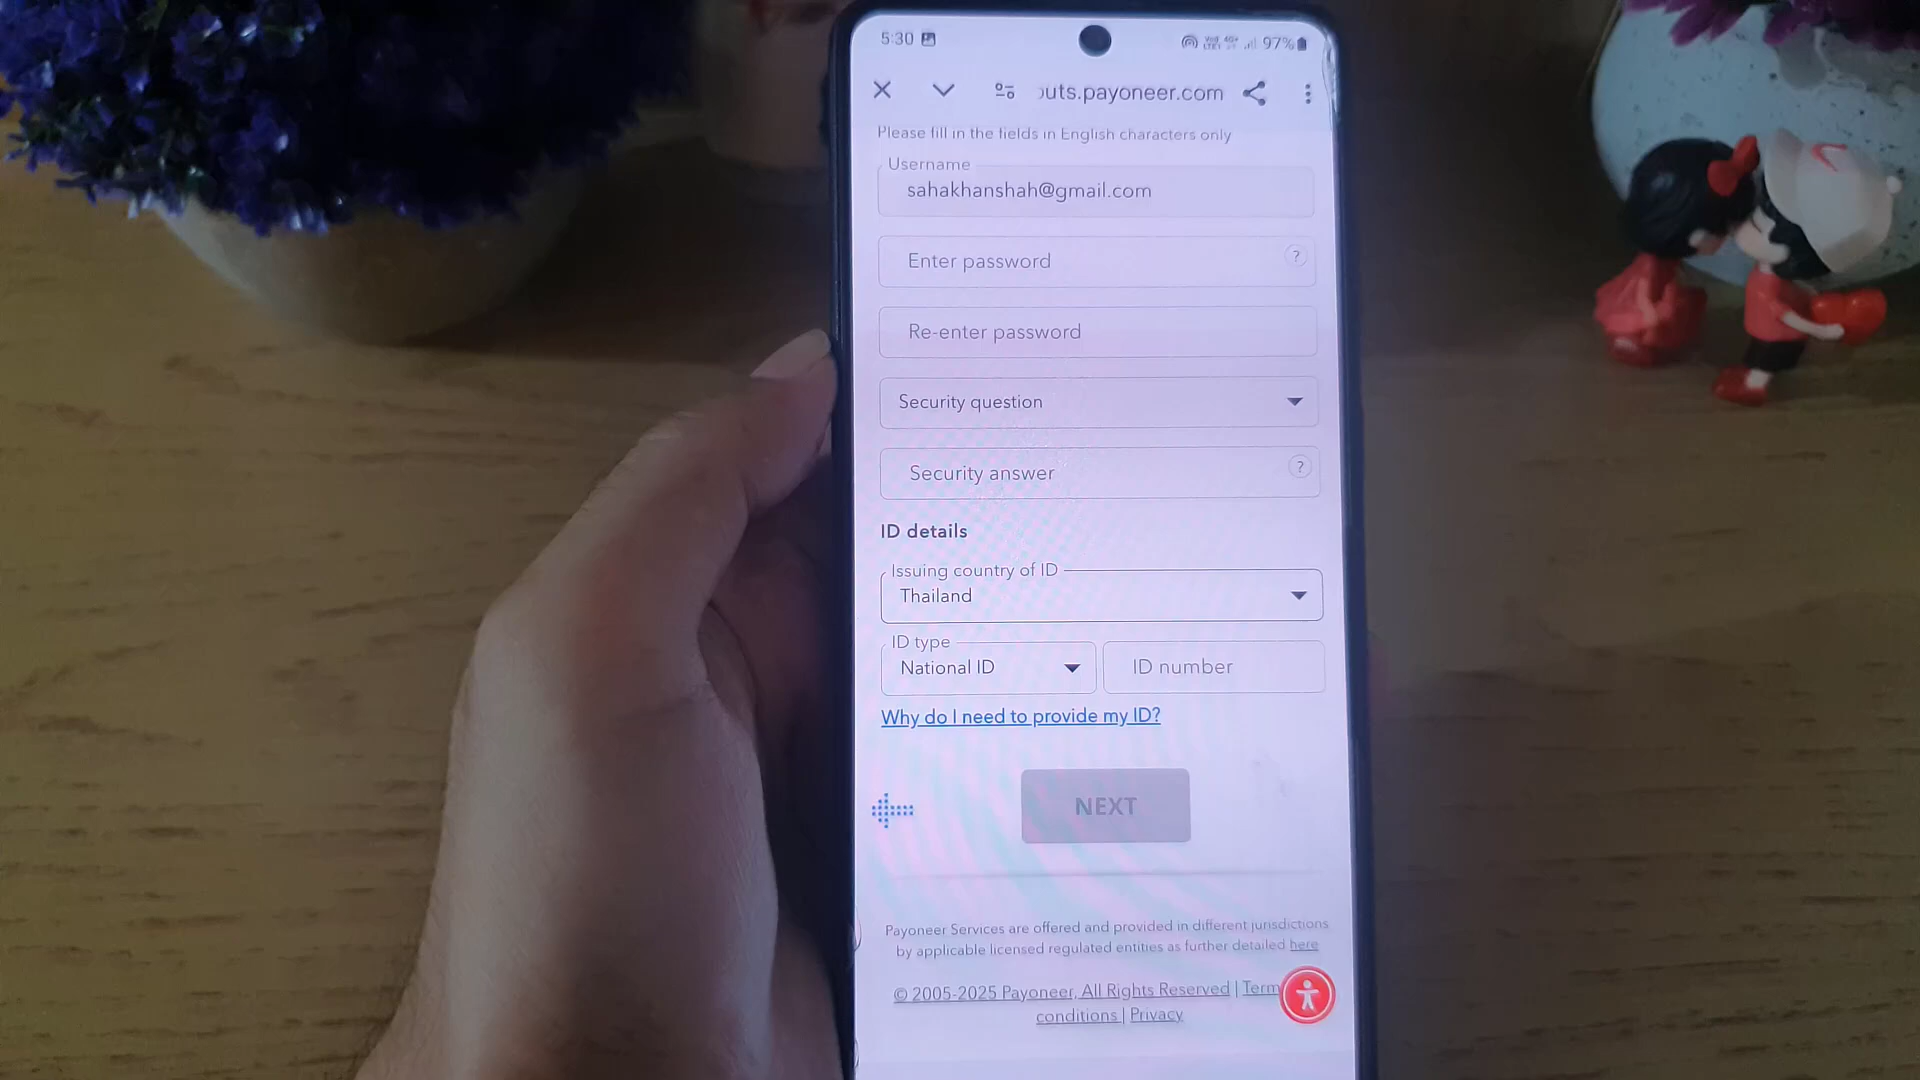 5:30
97%
outs.payoneer.com
Please fill in the fields in English characters only
Username
sahakhanshah@gmail.com
Enter password
?
Re-enter password
Security question
Security answer
?
ID details
Issuing country of ID
Thailand
ID type
National ID
ID number
Why do I need to provide my ID?
NEXT
Payoneer Services are offered and provided in different jurisdictions
by applicable licensed regulated entities as further detailed here
© 2005-2025 Payoneer, All Rights Reserved | Term
conditions | Privacy